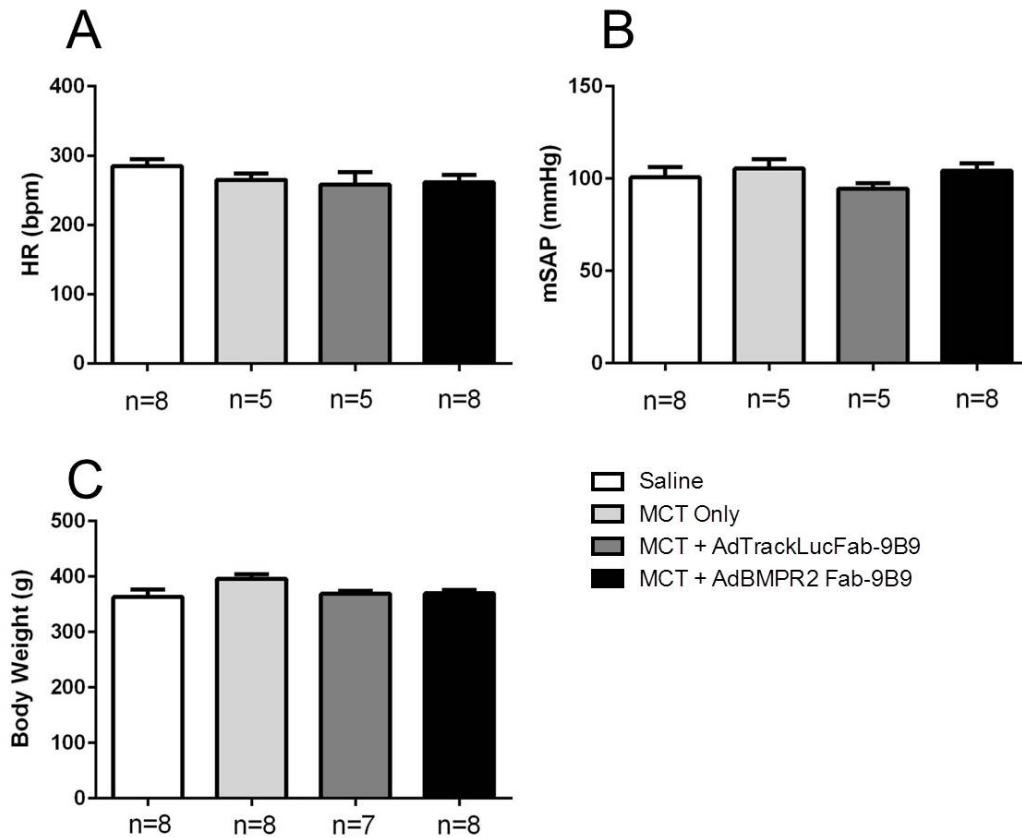 A
HR (bpm)
400
300
200
100
0
n=8 n=5 n=5 n=8
B
mSAP (mmHg)
150
100
50
0
n=8 n=5 n=5 n=8
C
Body Weight (g)
500
400
300
200
100
0
n=8 n=8 n=7 n=8
Saline
MCT Only
MCT + AdTrackLucFab-9B9
MCT + AdBMPR2 Fab-9B9